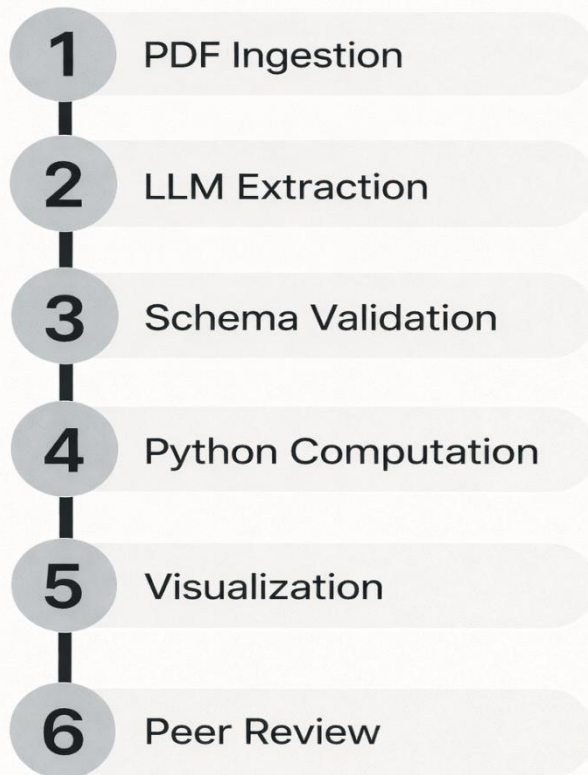 1 PDF Ingestion
2 LLM Extraction
3 Schema Validation
4 Python Computation
5 Visualization
6 Peer Review